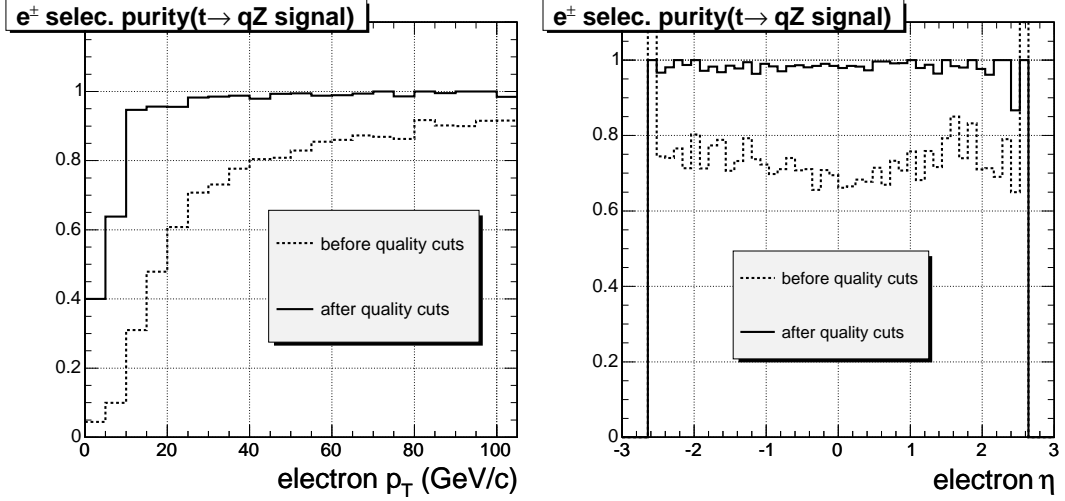 e± selec. purity(t→ qZ signal)
1
0.8
0.6
0.4
0.2
0
0 20 40 60 80 100
before quality cuts
after quality cuts
electron p_T (GeV/c)
e± selec. purity(t→ qZ signal)
1
0.8
0.6
0.4
0.2
0
-3 -2 -1 0 1 2 3
before quality cuts
after quality cuts
electron η